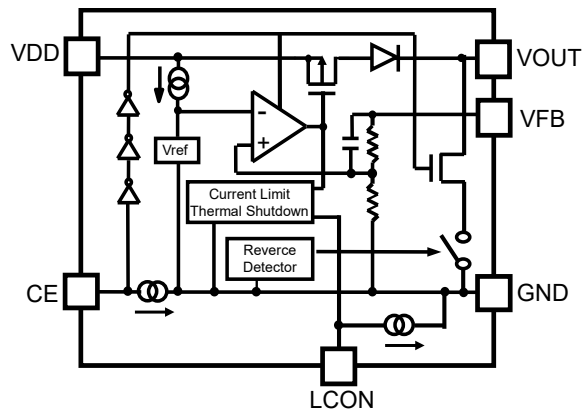 VDD
VOUT
VFB
-
+
Vref
Current Limit
Thermal Shutdown
Reverce
Detector
CE
GND
LCON